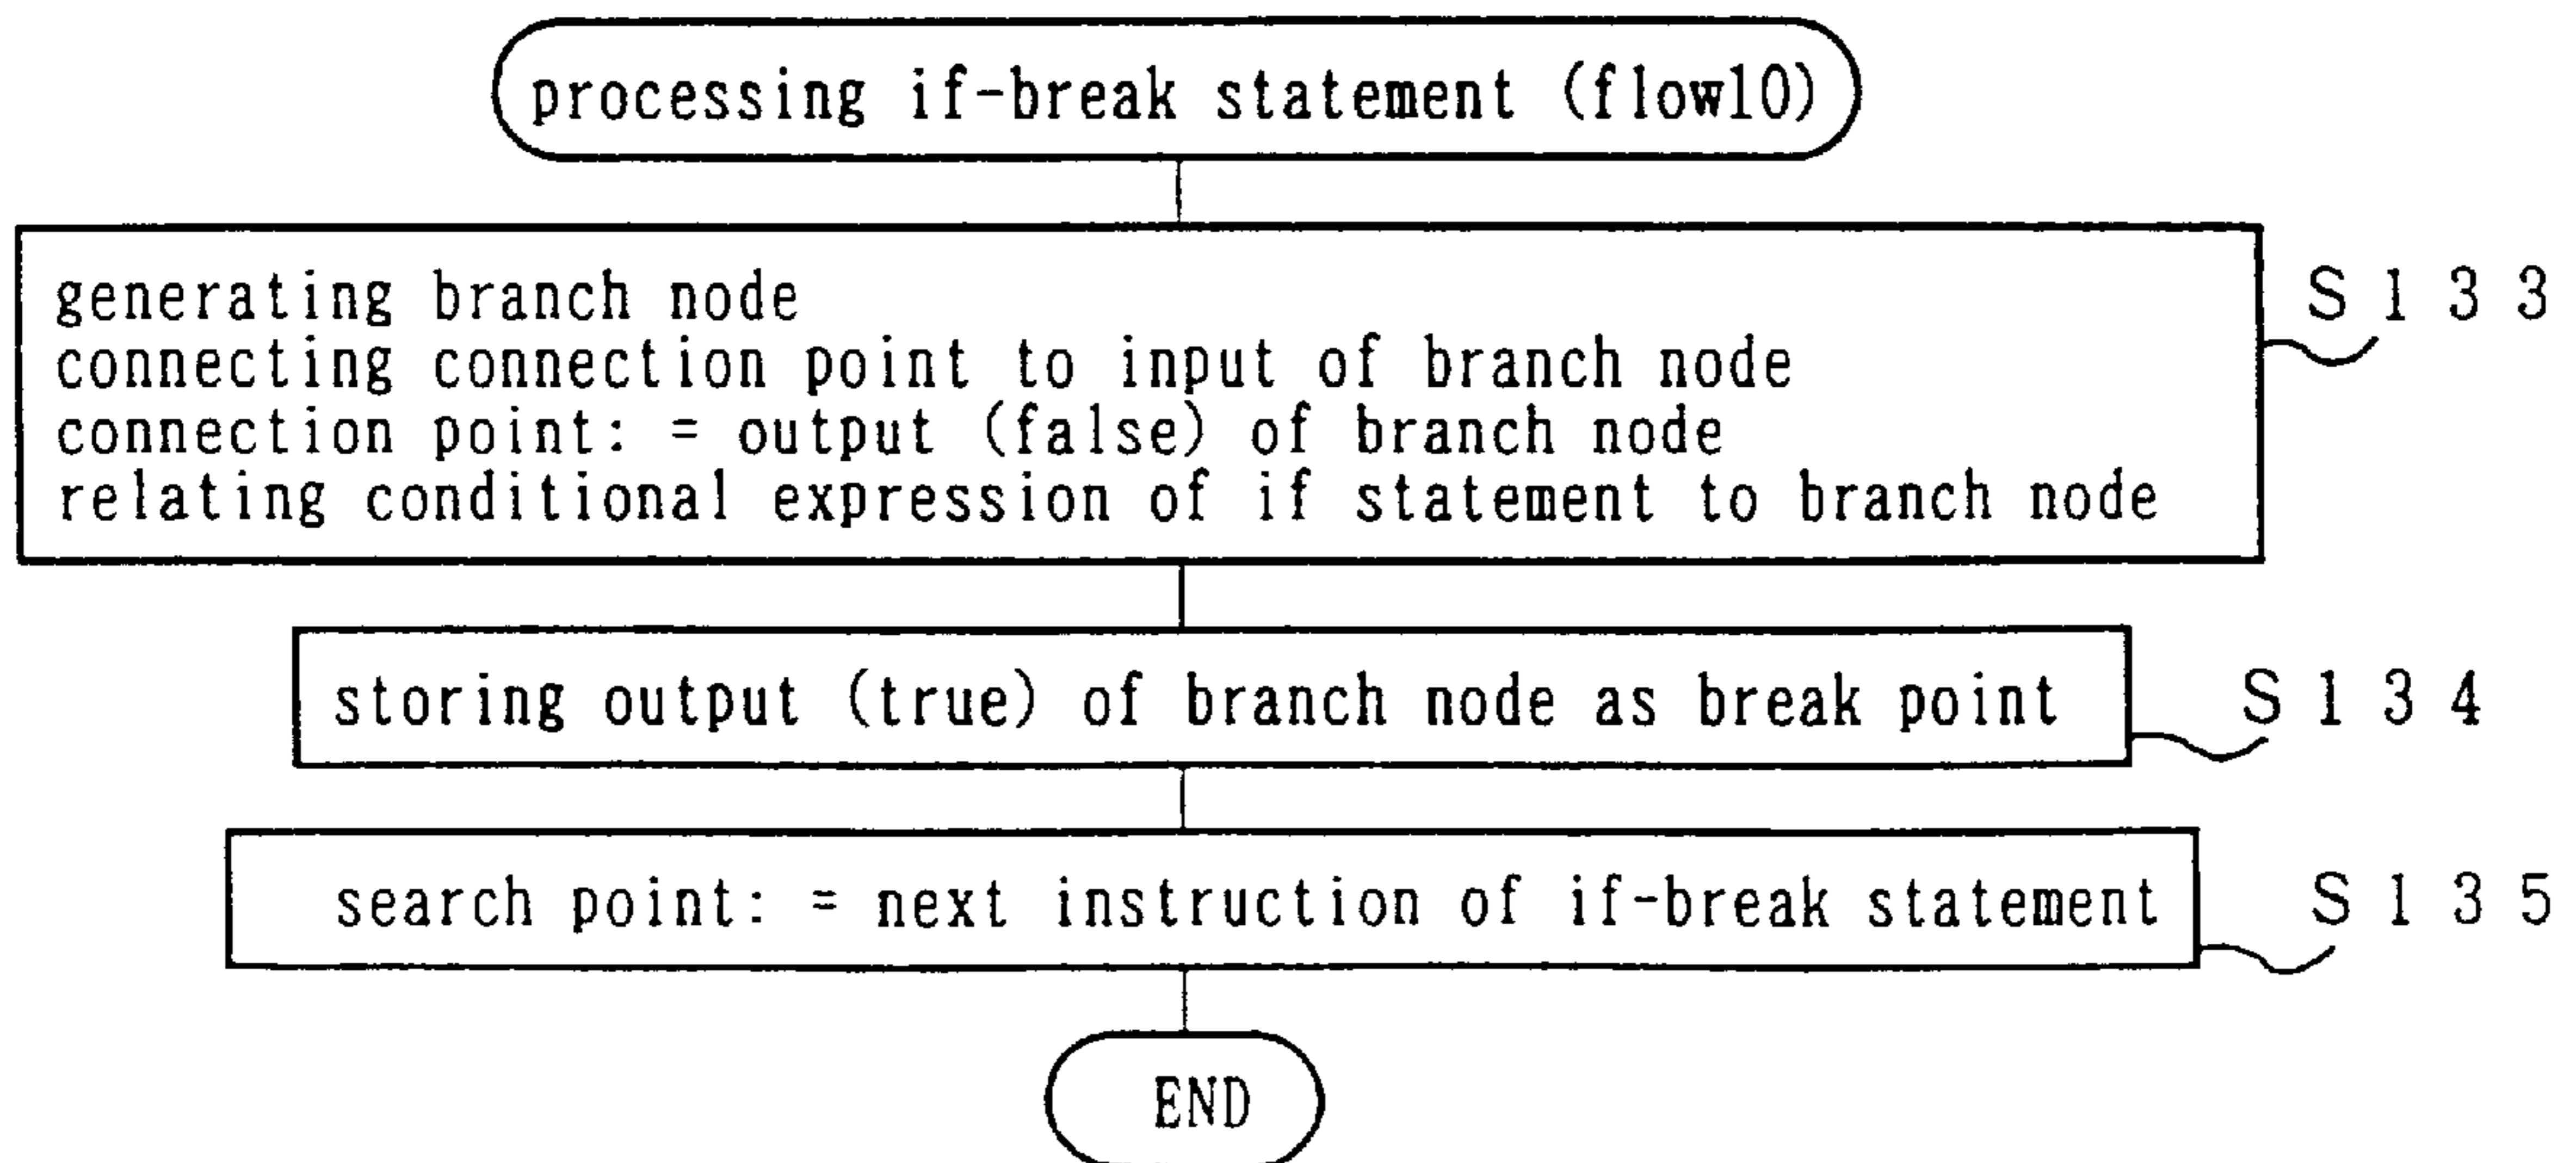 processing if-break statement (flow10)
generating branch node
S133
connecting connection point to input of branch node
connection point: = output (false) of branch node
relating conditional expression of if statement to branch node
storing output (true) of branch node as break point
S134
search point: = next instruction of if-break statement
S135
END